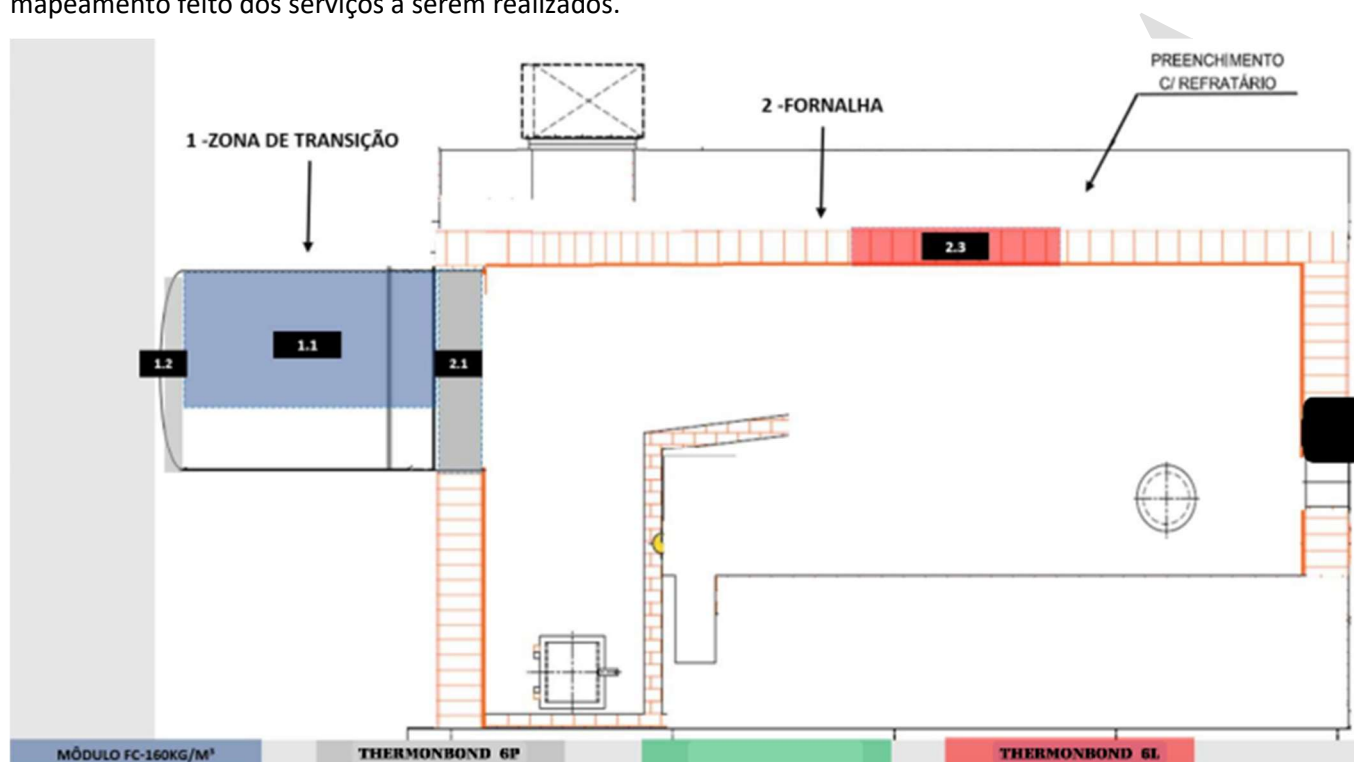 mapeamento feito dos serviços a serem realizados.
PREENCHIMENTO
C/ REFRATÁRIO
2 -FORNALHA
1 -ZONA DE TRANSIÇÃO
2.3
1.1
1.2
2.1
MÓDULO FC-160KG/M³
THERMONBOND 6P
THERMONBOND 6L